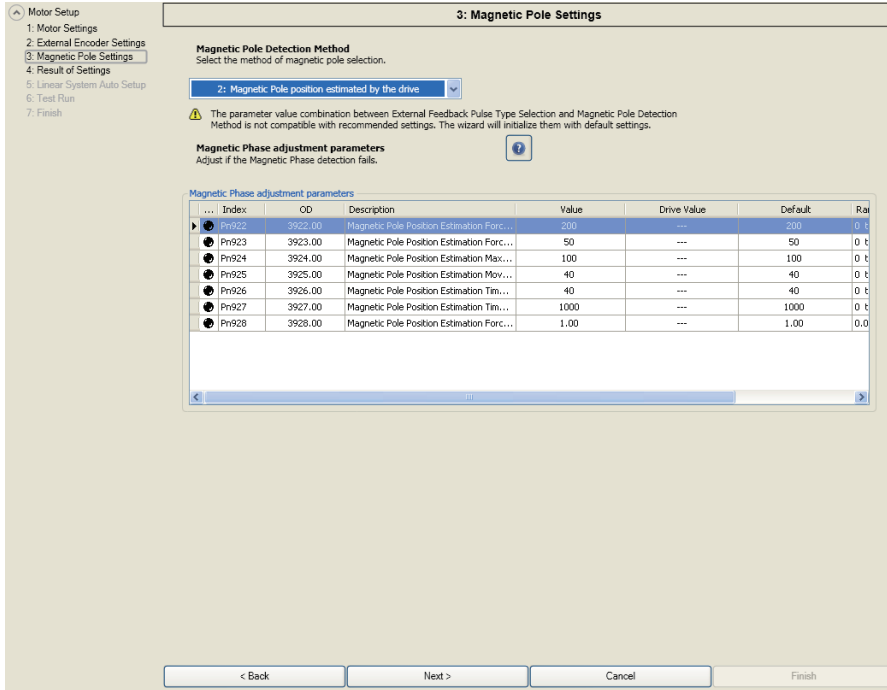 Motor Setup
1: Motor Settings
2: External Encoder Settings
3: Magnetic Pole Settings
4: Result of Settings
5: Linear System Auto Setup
6: Test Run
7: Finish
3: Magnetic Pole Settings
Magnetic Pole Detection Method
Select the method of magnetic pole selection.
2: Magnetic Pole position estimated by the drive
The parameter value combination between External Feedback Pulse Type Selection and Magnetic Pole Detection
Method is not compatible with recommended settings. The wizard will initialize them with default settings.
Magnetic Phase adjustment parameters
Adjust if the Magnetic Phase detection fails.
Magnetic Phase adjustment parameters
... Index OD Description Value Drive Value Default Ra
Pn922 3922.00 Magnetic Pole Position Estimation Forc... 200 --- 200 0 t
Pn923 3923.00 Magnetic Pole Position Estimation Forc... 50 --- 50 0 t
Pn924 3924.00 Magnetic Pole Position Estimation Max... 100 --- 100 0 t
Pn925 3925.00 Magnetic Pole Position Estimation Mov... 40 --- 40 0 t
Pn926 3926.00 Magnetic Pole Position Estimation Tim... 40 --- 40 0 t
Pn927 3927.00 Magnetic Pole Position Estimation Tim... 1000 --- 1000 0 t
Pn928 3928.00 Magnetic Pole Position Estimation Forc... 1.00 --- 1.00 0.0
< Back Next > Cancel Finish